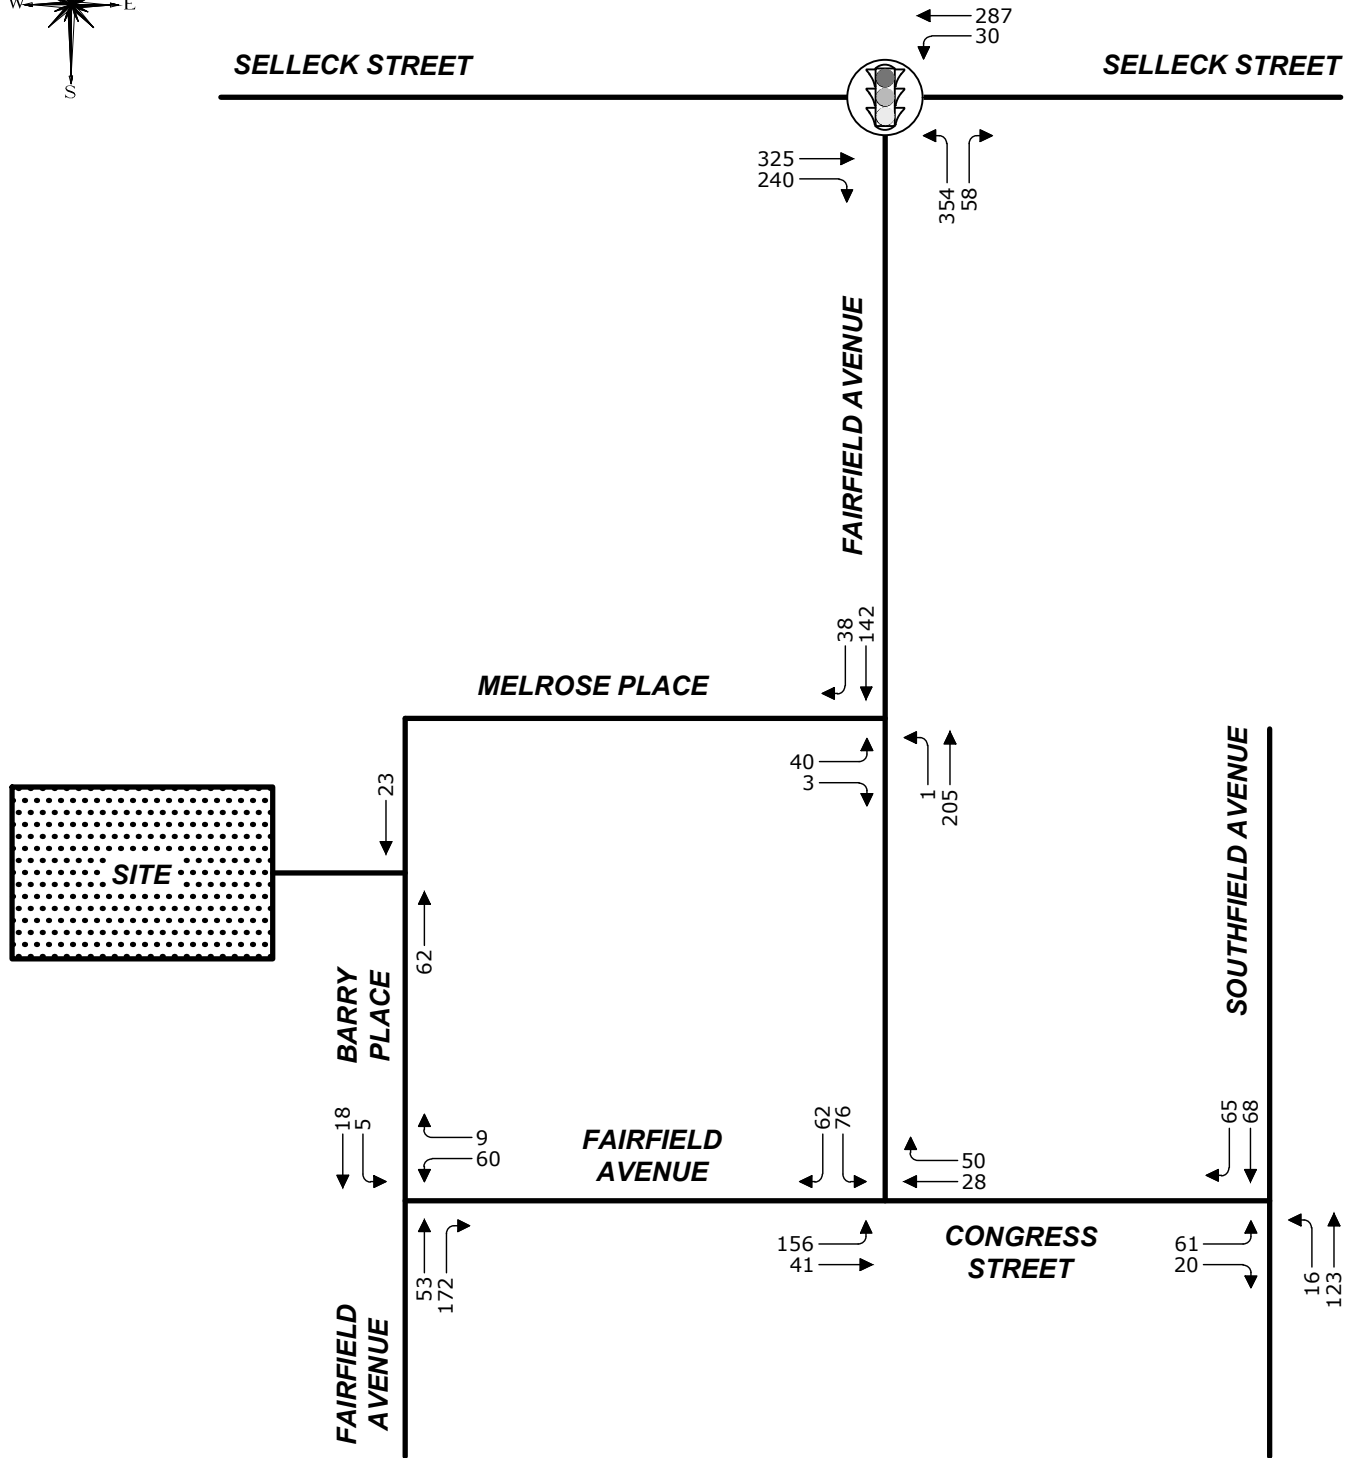 W E
S
287
30
SELLECK STREET
SELLECK STREET
325
240
354
58
FAIRFIELD AVENUE
38
142
MELROSE PLACE
40
3
1
205
23
SITE
62
SOUTHFIELD AVENUE
BARRY
PLACE
18
5
9
60
FAIRFIELD
AVENUE
62
76
50
28
65
68
53
172
156
41
CONGRESS
STREET
61
20
16
123
FAIRFIELD
AVENUE